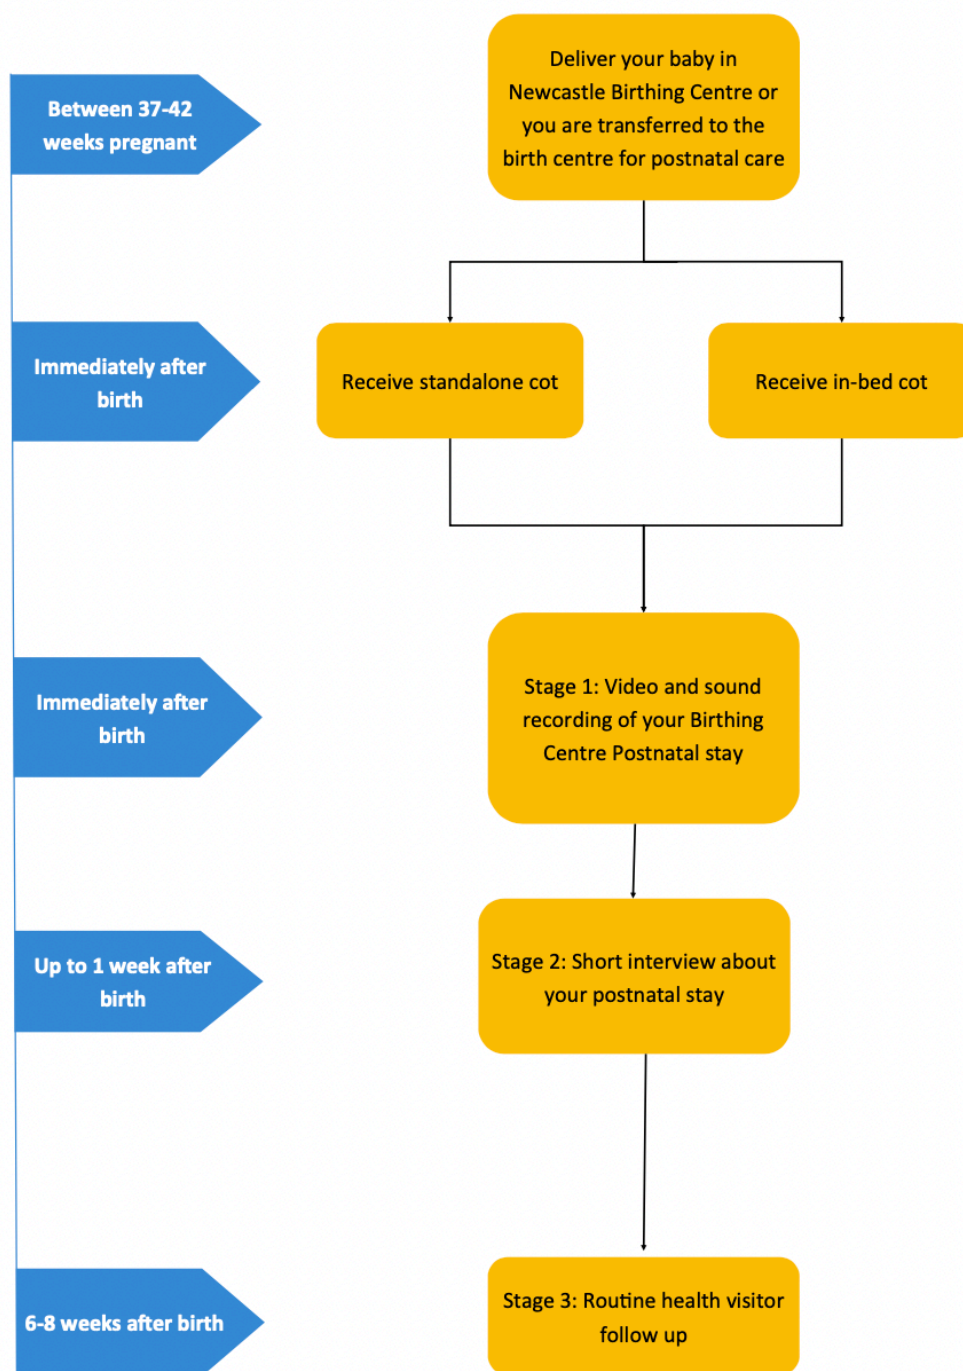 Deliver your baby in
Newcastle Birthing Centre or
you are transferred to the
birth centre for postnatal care
Between 37-42
weeks pregnant
Immediately after
birth
Receive standalone cot
Receive in-bed cot
Immediately after
birth
Stage 1: Video and sound
recording of your Birthing
Centre Postnatal stay
Up to 1 week after
birth
Stage 2: Short interview about
your postnatal stay
6-8 weeks after birth
Stage 3: Routine health visitor
follow up